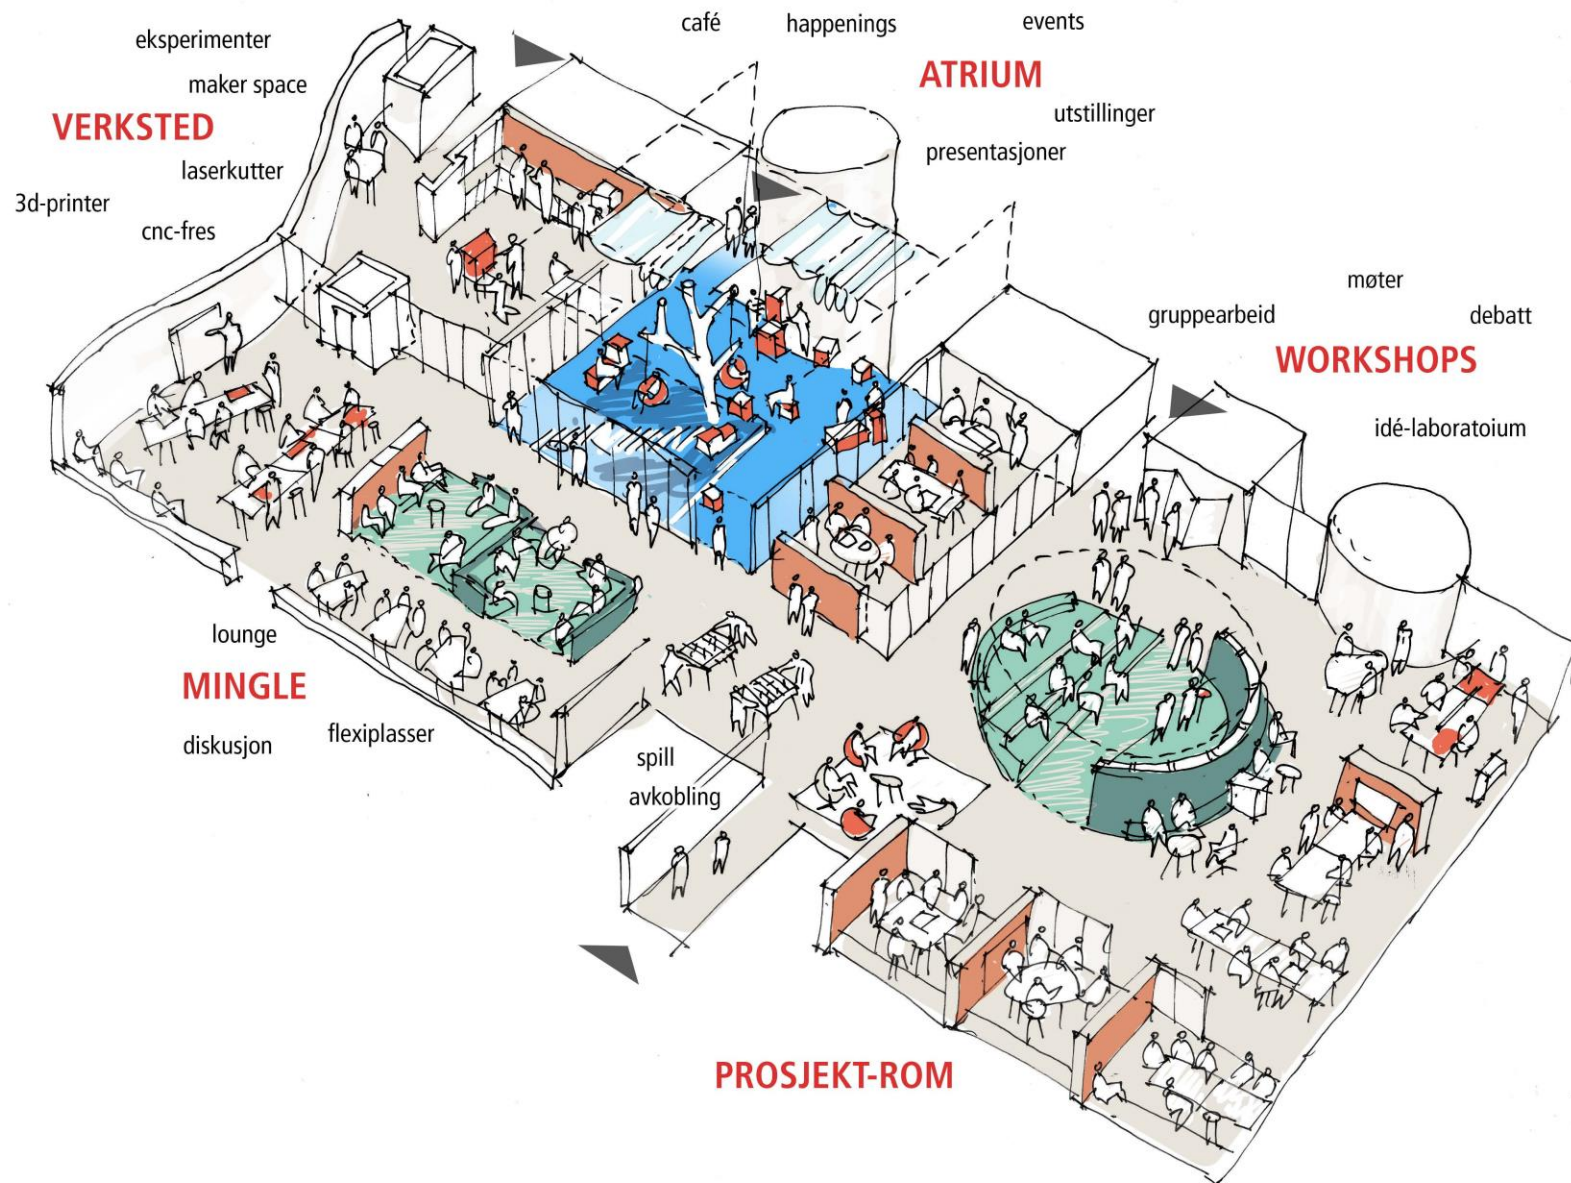 café
happenings
events
eksperimenter
maker space
VERKSTED
laserkutter
3d-printer
cnc-fres
ATRIUM
utstillinger
presentasjoner
møter
gruppearbeid
debatt
WORKSHOPS
idé-laboratoium
lounge
MINGLE
diskusjon
flexiplasser
spill
avkobling
PROSJEKT-ROM